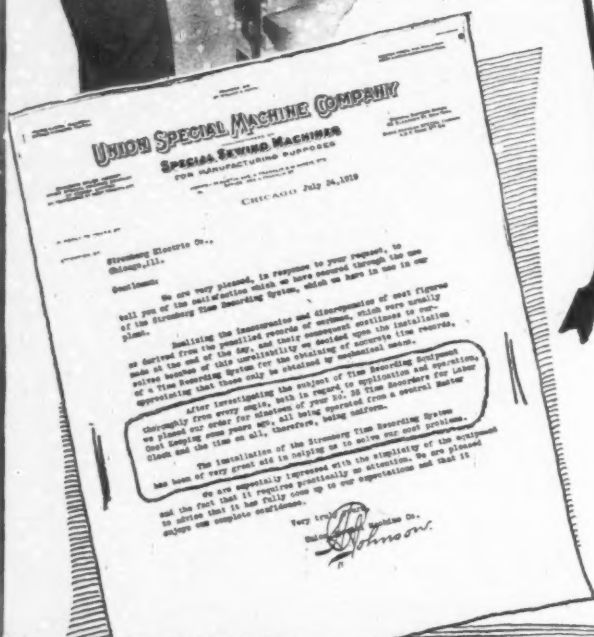 UNION SPECIAL MACHINE COMPANY
SPECIAL SEWING MACHINES
FOR MANUFACTURING PURPOSES
CHICAGO July 24,1919
Stromberg Electric Co.,
Chicago,Ill.
Gentlemen:
We are very pleased, in response to your request, to
tell you of the satisfaction which we have secured through the use
of the Stromberg Time Recording System, which we have in use in our
plant.
Realizing the inaccuracies and discrepancies of cost figures
as derived from the pencilled records of workmen, which were usually
made at the end of the day, and their consequent costliness to our-
selves because of this unreliability we decided upon the installation
of a Time Recording System for the obtaining of accurate time records,
appreciating that these only be obtained by mechanical means.
After investigating the subject of Time Recording Equipment
thoroughly from every angle, both in regard to application and operation,
we placed our order for nineteen of your No. Time Recorders for Labor
Cost Keeping some years ago, all being operated from a central Master
Clock and the time on all, therefore, being uniform.
The installation of the Stromberg Time Recording System
has been of very great aid in helping us to solve our cost problems.
We are especially impressed with the simplicity of the equipment
and the fact that it requires practically no attention. We are pleased
to advise that it has fully come up to our expectations and that it
enjoys our complete confidence.
Very truly yours
Union Machine Co.
Johnson